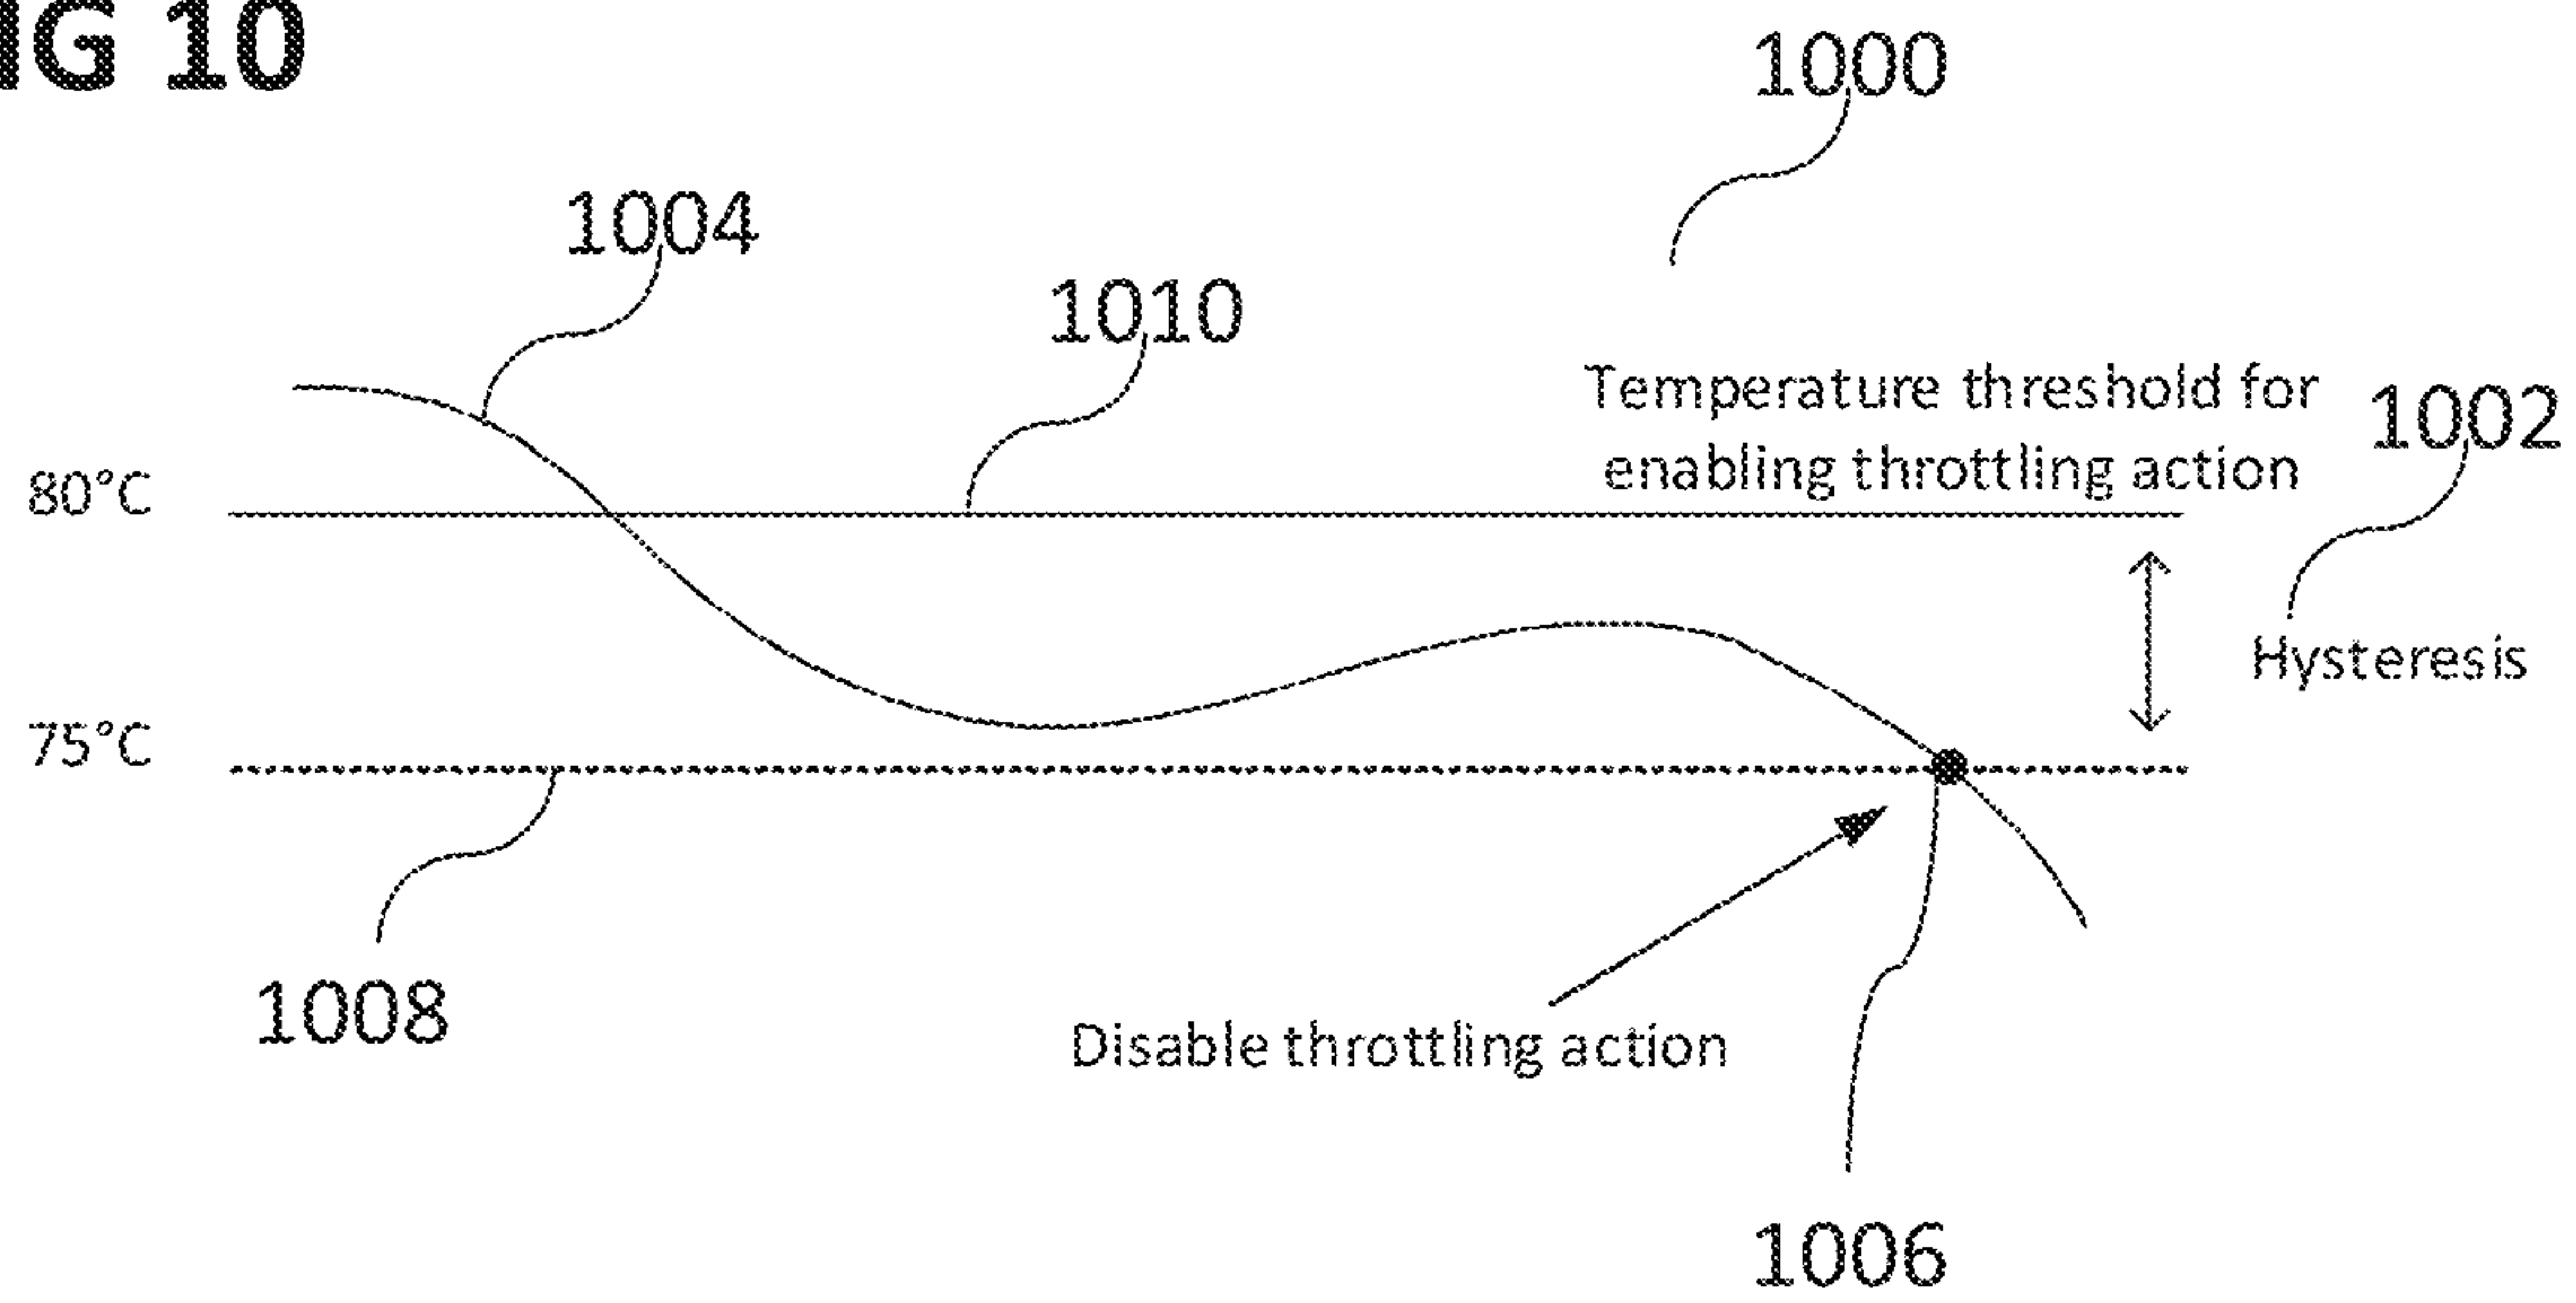 IG 10
1000
1004
1010
Temperature threshold for
enabling throttling action
1002
80°C
Hysteresis
75°C
1008
Disable throttling action
1006